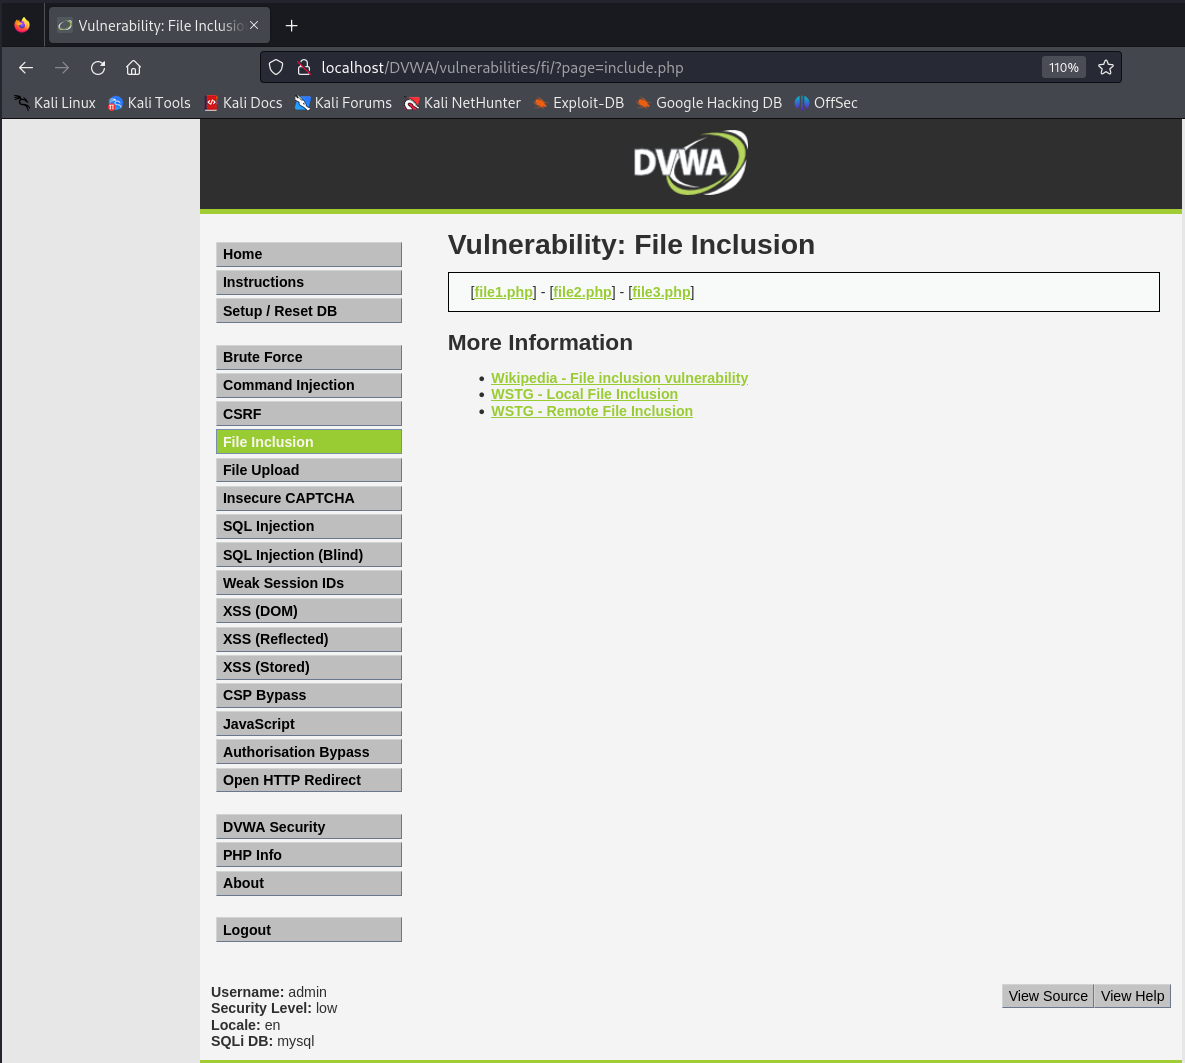 Vulnerability: File Inclusio
localhost/DVWA/vulnerabilities/fi/?page=include.php 110%
Kali Linux Kali Tools Kali Docs Kali Forums Kali NetHunter Exploit-DB Google Hacking DB OffSec
DVWA
Home
Instructions
Setup / Reset DB
Brute Force
Command Injection
CSRF
File Inclusion
File Upload
Insecure CAPTCHA
SQL Injection
SQL Injection (Blind)
Weak Session IDs
XSS (DOM)
XSS (Reflected)
XSS (Stored)
CSP Bypass
JavaScript
Authorisation Bypass
Open HTTP Redirect
DVWA Security
PHP Info
About
Logout
Vulnerability: File Inclusion
[file1.php] - [file2.php] - [file3.php]
More Information
Wikipedia - File inclusion vulnerability
WSTG - Local File Inclusion
WSTG - Remote File Inclusion
Username: admin
Security Level: low
Locale: en
SQLi DB: mysql
View Source View Help